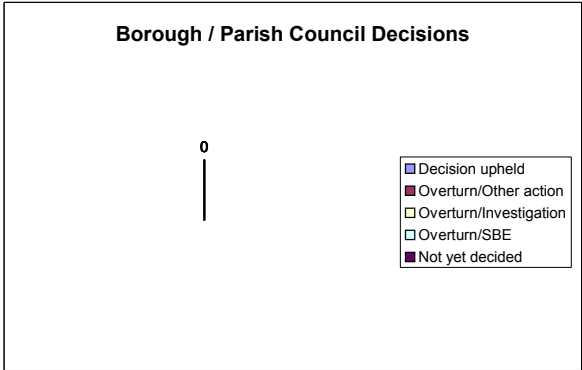 Borough / Parish Council Decisions
0
Decision upheld
Overturn/Other action
Overturn/Investigation
Overturn/SBE
Not yet decided